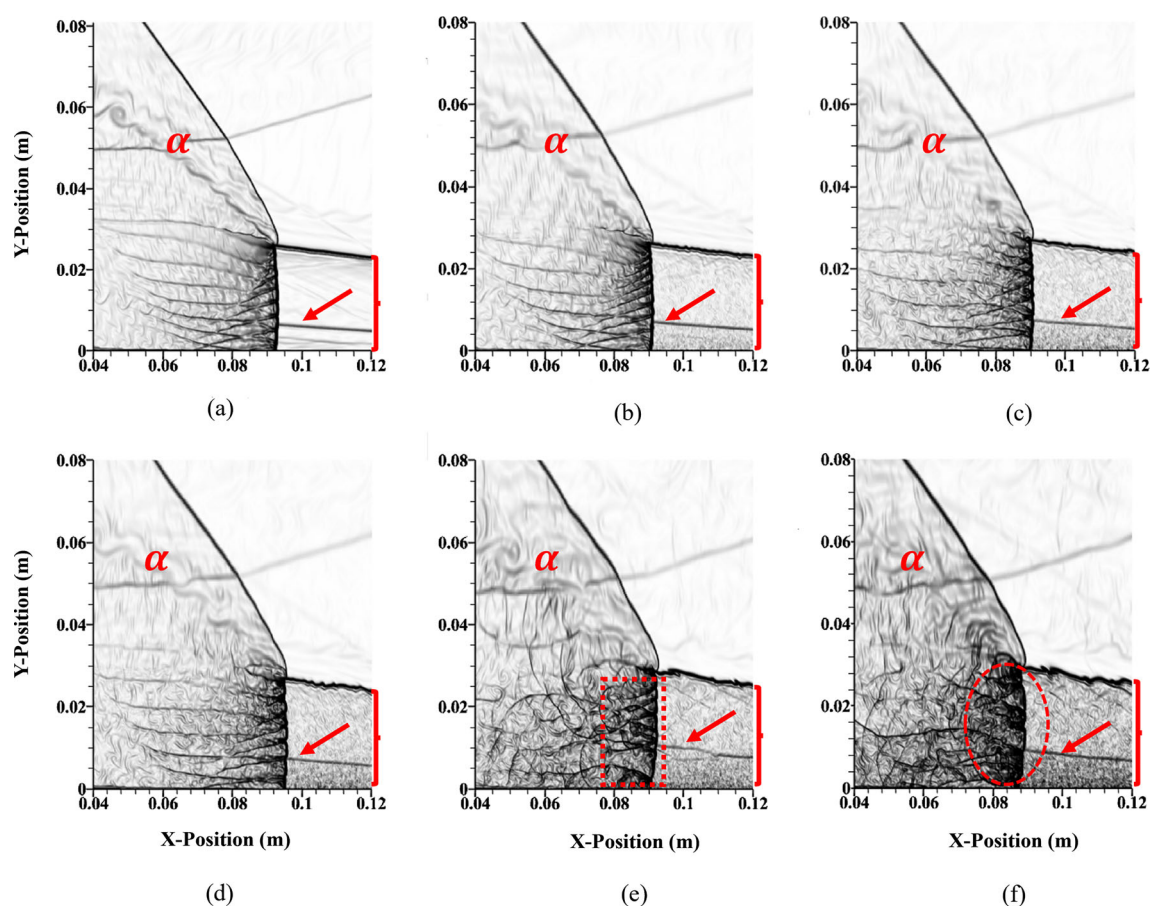 0.08 0.08 0.08
0.06 0.06 0.06
α α α
Y-Position (m)
0.04 0.04 0.04
0.02 0.02 0.02
0 0 0
0.04 0.06 0.08 0.1 0.12 0.04 0.06 0.08 0.1 0.12 0.04 0.06 0.08 0.1 0.12
(a) (b) (c)
0.08 0.08 0.08
0.06 0.06 0.06
α α α
Y-Position (m)
0.04 0.04 0.04
0.02 0.02 0.02
0 0 0
0.04 0.06 0.08 0.1 0.12 0.04 0.06 0.08 0.1 0.12 0.04 0.06 0.08 0.1 0.12
X-Position (m) X-Position (m) X-Position (m)
(d) (e) (f)